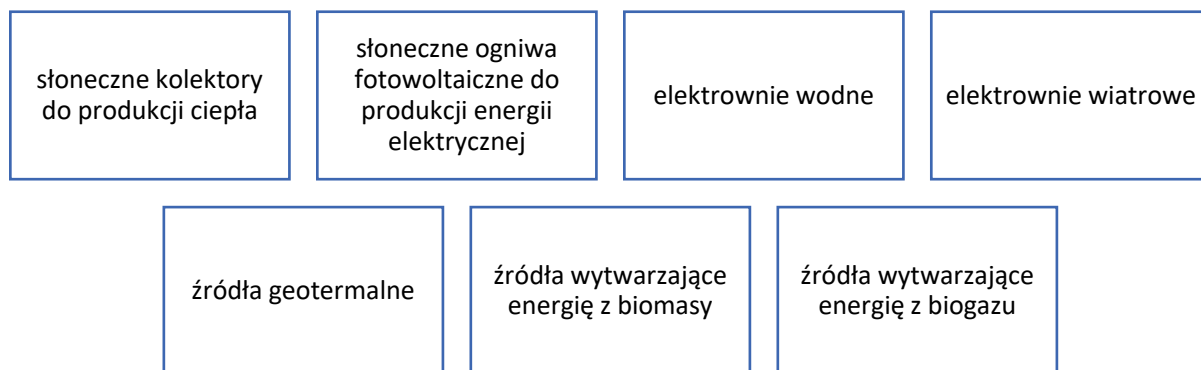 słoneczne kolektory
do produkcji ciepła
słoneczne ogniwa
fotowoltaiczne do
produkcji energii
elektrycznej
elektrownie wodne
elektrownie wiatrowe
źródła geotermalne
źródła wytwarzające
energię z biomasy
źródła wytwarzające
energię z biogazu